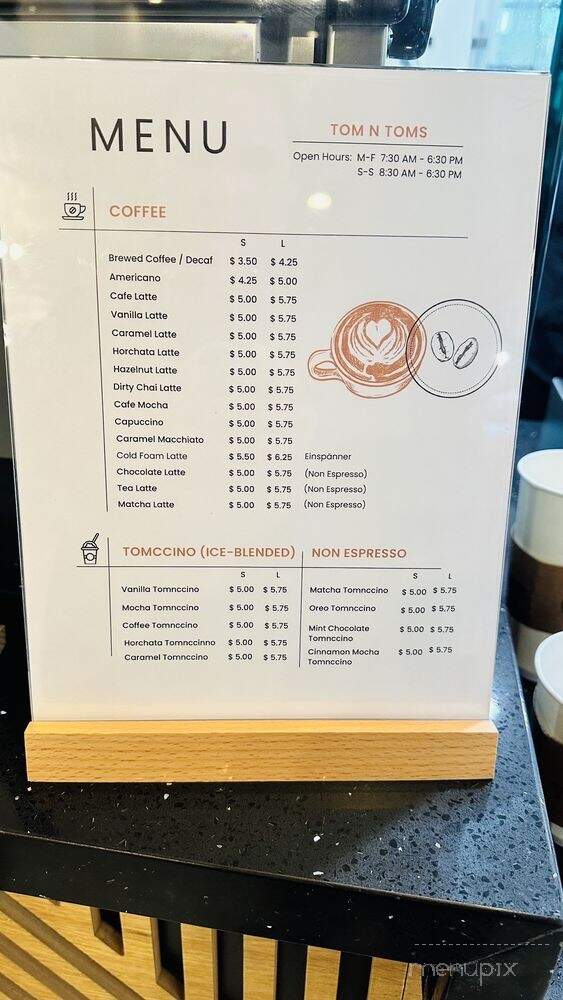 MENU
TOM N TOMS
Open Hours: M-F 7:30 AM - 6:30 PM
S-S 8:30 AM - 6:30 PM
COFFEE
S L
Brewed Coffee / Decaf $ 3.50 $ 4.25
Americano $ 4.25 $ 5.00
Cafe Latte $ 5.00 $ 5.75
Vanilla Latte $ 5.00 $ 5.75
Caramel Latte $ 5.00 $ 5.75
Horchata Latte $ 5.00 $ 5.75
Hazelnut Latte $ 5.00 $ 5.75
Dirty Chai Latte $ 5.00 $ 5.75
Cafe Mocha $ 5.00 $ 5.75
Capuccino $ 5.00 $ 5.75
Caramel Macchiato $ 5.00 $ 5.75
Cold Foam Latte $ 5.50 $ 6.25 Einspänner
Chocolate Latte $ 5.00 $ 5.75 (Non Espresso)
Tea Latte $ 5.00 $ 5.75 (Non Espresso)
Matcha Latte $ 5.00 $ 5.75 (Non Espresso)
TOMCCINO (ICE-BLENDED)
S L
Vanilla Tomnccino $ 5.00 $ 5.75
Mocha Tomnccino $ 5.00 $ 5.75
Coffee Tomnccino $ 5.00 $ 5.75
Horchata Tomnccinno $ 5.00 $ 5.75
Caramel Tomnccino $ 5.00 $ 5.75
NON ESPRESSO
S L
Matcha Tomnccino $ 5.00 $ 5.75
Oreo Tomnccino $ 5.00 $ 5.75
Mint Chocolate $ 5.00 $ 5.75
Tomnccino
Cinnamon Mocha $ 5.00 $ 5.75
Tomnccino
menupix